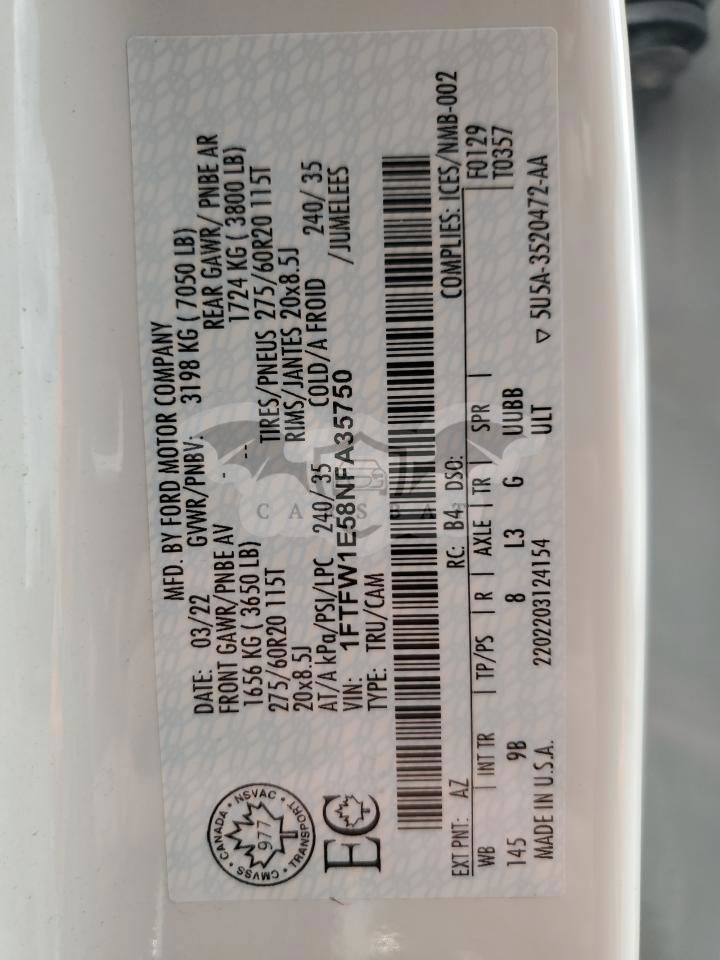 MFD. BY FORD MOTOR COMPANY
DATE: 03/22 GVWR/PNBV: 3198 KG ( 7050 LB)
FRONT GAWR/PNBE AV REAR GAWR/ PNBE AR
1656 KG ( 3650 LB) - -- 1724 KG ( 3800 LB)
275/60R20 115T TIRES/PNEUS 275/60R20 115T
20x8.5J RIMS/JANTES 20x8.5J
AT/A kPa/PSI/LPC 240/ 35 COLD/A FROID 240/ 35
VIN: 1FTFW1E58NFA35750 /JUMELEES
TYPE: TRU/CAM
CANADA • NSVAC • TRANSPORT • CMVSS •
977
EC
CARSBAT
EXT PNT: AZ RC: B4 DSO: COMPLIES: ICES/NMB-002
WB | INT TR | TP/PS | R | AXLE | TR | SPR | F0129
145 9B 8 L3 G UUBB T0357
MADE IN U.S.A. 2202203124154 ULT ▽ 5U5A-3520472-AA